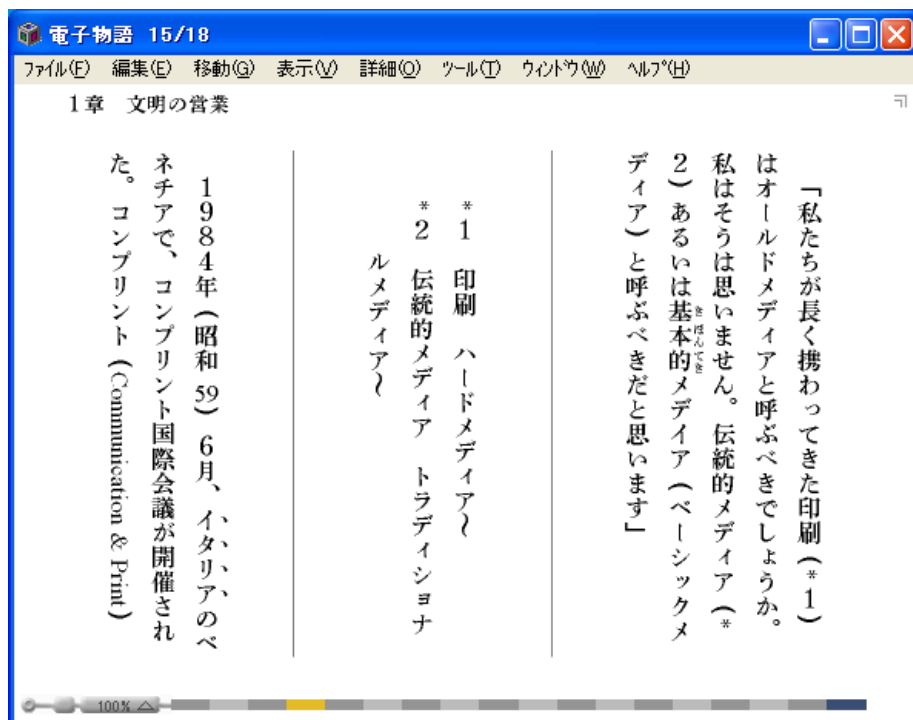 電子物語 15/18
ファイル(F) 編集(E) 移動(G) 表示(V) 詳細(O) ツール(T) ウィンドウ(W) ヘルプ(H)
1章 文明の営業
「私たちが長く携わってきた印刷(*1)
はオールドメディアと呼ぶべきでしょうか。
私はそうは思いません。伝統的メディア(*
2)あるいは基本的メデイア(ベーシックメ
きほんてき
ディア)と呼ぶべきだと思います」
*1 印刷 ハードメディア〜
*2 伝統的メディア トラディショナ
ルメディア〜
1984年(昭和59)6月、イタリアのベ
ネチアで、コンプリント国際会議が開催され
た。コンプリント(Communication & Print)
100%